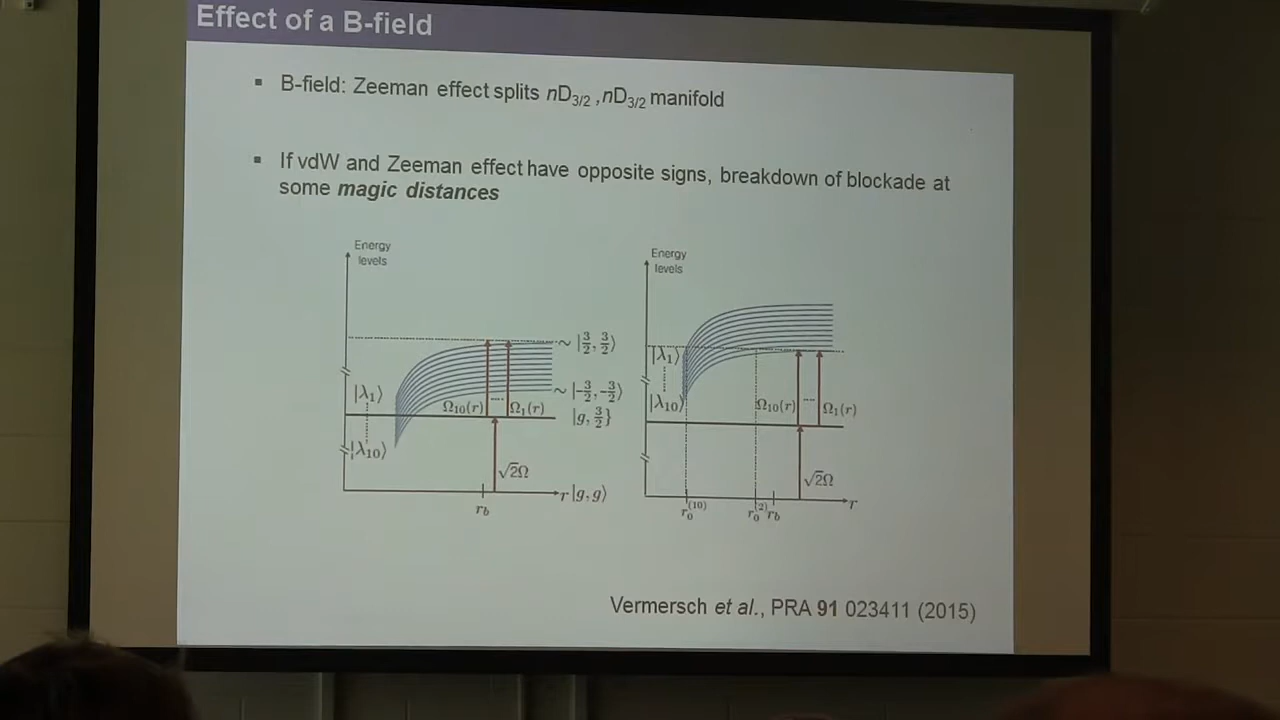 Effect of a B-field
▪ B-field: Zeeman effect splits nD3/2 ,nD3/2 manifold
▪ If vdW and Zeeman effect have opposite signs, breakdown of blockade at
some magic distances
Energy
levels
~ |3/2, 3/2⟩
~ |-3/2, -3/2⟩
|λ1⟩
|λ10⟩
Ω10(r)
Ω1(r)
|g, 3/2}
√2Ω
r |g, g⟩
rb
Energy
levels
|λ1⟩
|λ10⟩
Ω10(r)
Ω1(r)
√2Ω
r
r0(10)
r0(2)
rb
Vermersch et al., PRA 91 023411 (2015)